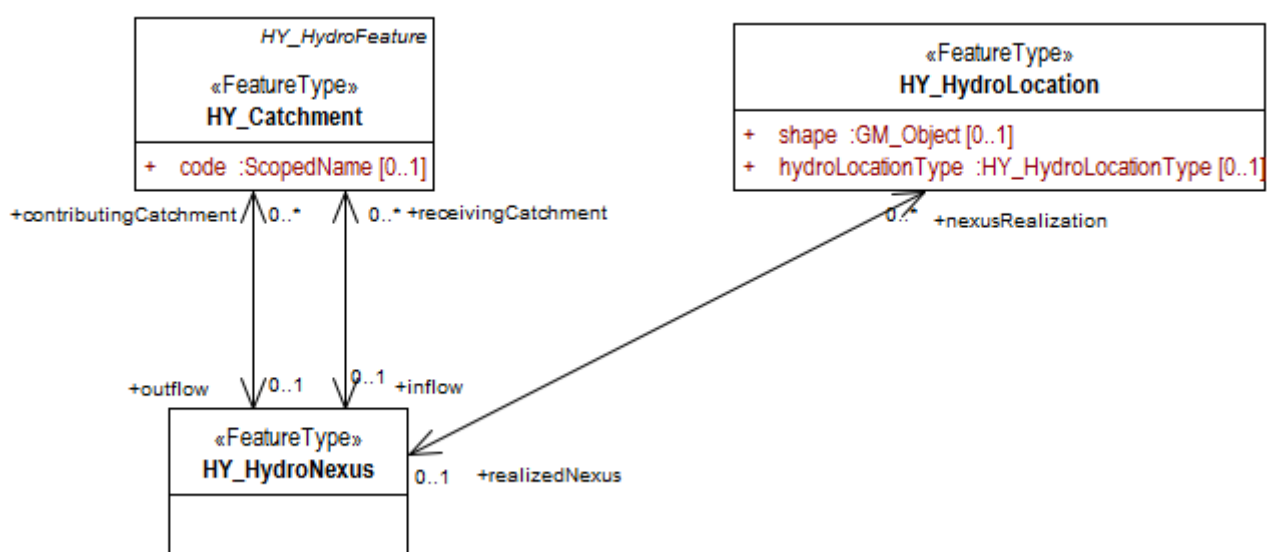 HY_HydroFeature
«FeatureType»
HY_Catchment
+ code :ScopedName [0..1]
«FeatureType»
HY_HydroLocation
+ shape :GM_Object [0..1]
+ hydroLocationType :HY_HydroLocationType [0..1]
+contributingCatchment 0..* 0..* +receivingCatchment
0..* +nexusRealization
+outflow 0..1 0..1 +inflow
«FeatureType»
HY_HydroNexus
0..1 +realizedNexus